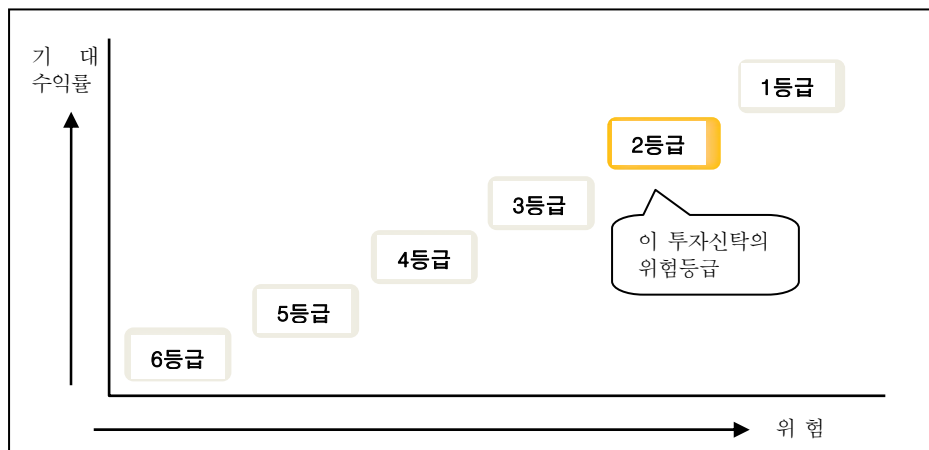 기 대
수익률
1등급
2등급
3등급
이 투자신탁의
위험등급
4등급
5등급
6등급
위 험